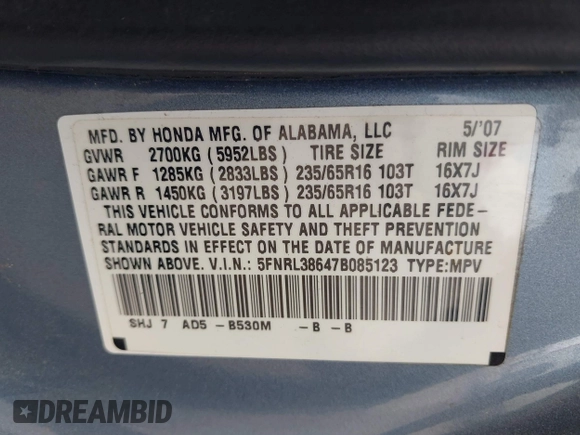 MFD. BY HONDA MFG. OF ALABAMA, LLC 5/'07
GVWR 2700KG (5952LBS) TIRE SIZE RIM SIZE
GAWR F 1285KG (2833LBS) 235/65R16 103T 16X7J
GAWR R 1450KG (3197LBS) 235/65R16 103T 16X7J
THIS VEHICLE CONFORMS TO ALL APPLICABLE FEDE-
RAL MOTOR VEHICLE SAFETY AND THEFT PREVENTION
STANDARDS IN EFFECT ON THE DATE OF MANUFACTURE
SHOWN ABOVE. V.I.N.: 5FNRL38647B085123 TYPE:MPV
SHJ 7 AD5 -B530M -B -B
DREAMBID